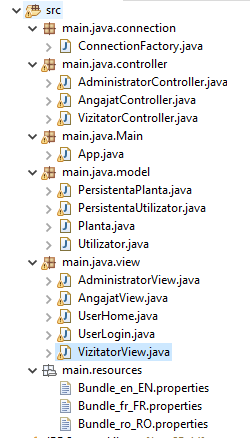 src
main.java.connection
ConnectionFactory.java
main.java.controller
AdministratorController.java
AngajatController.java
VizitatorController.java
main.java.Main
App.java
main.java.model
PersistentaPlanta.java
PersistentaUtilizator.java
Planta.java
Utilizator.java
main.java.view
AdministratorView.java
AngajatView.java
UserHome.java
UserLogin.java
VizitatorView.java
main.resources
Bundle_en_EN.properties
Bundle_fr_FR.properties
Bundle_ro_RO.properties